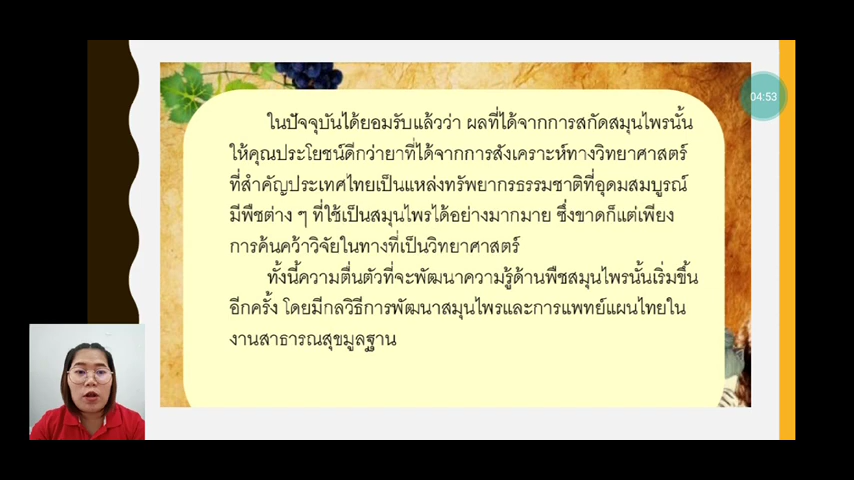 ในปัจจุบันได้ยอมรับแล้วว่า ผลที่ได้จากการสกัดสมุนไพรนั้น
ให้คุณประโยชน์ดีกว่ายาที่ได้จากการสังเคราะห์ทางวิทยาศาสตร์
ที่สำคัญประเทศไทยเป็นแหล่งทรัพยากรธรรมชาติที่อุดมสมบูรณ์
มีพืชต่าง ๆ ที่ใช้เป็นสมุนไพรได้อย่างมากมาย ซึ่งขาดก็แต่เพียง
การค้นคว้าวิจัยในทางที่เป็นวิทยาศาสตร์
ทั้งนี้ความตื่นตัวที่จะพัฒนาความรู้ด้านพืชสมุนไพรนั้นเริ่มขึ้น
อีกครั้ง โดยมีกลวิธีการพัฒนาสมุนไพรและการแพทย์แผนไทยใน
งานสาธารณสุขมูลฐาน
04:53